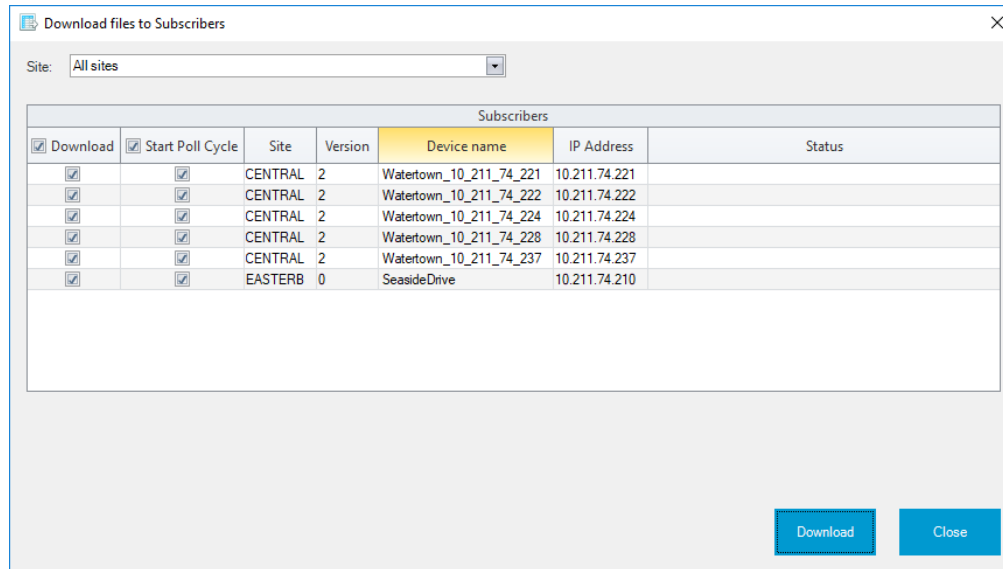 Download files to Subscribers
Site: All sites
Subscribers
Download Start Poll Cycle Site Version Device name IP Address Status
CENTRAL 2 Watertown_10_211_74_221 10.211.74.221
CENTRAL 2 Watertown_10_211_74_222 10.211.74.222
CENTRAL 2 Watertown_10_211_74_224 10.211.74.224
CENTRAL 2 Watertown_10_211_74_228 10.211.74.228
CENTRAL 2 Watertown_10_211_74_237 10.211.74.237
EASTERB 0 SeasideDrive 10.211.74.210
Download Close